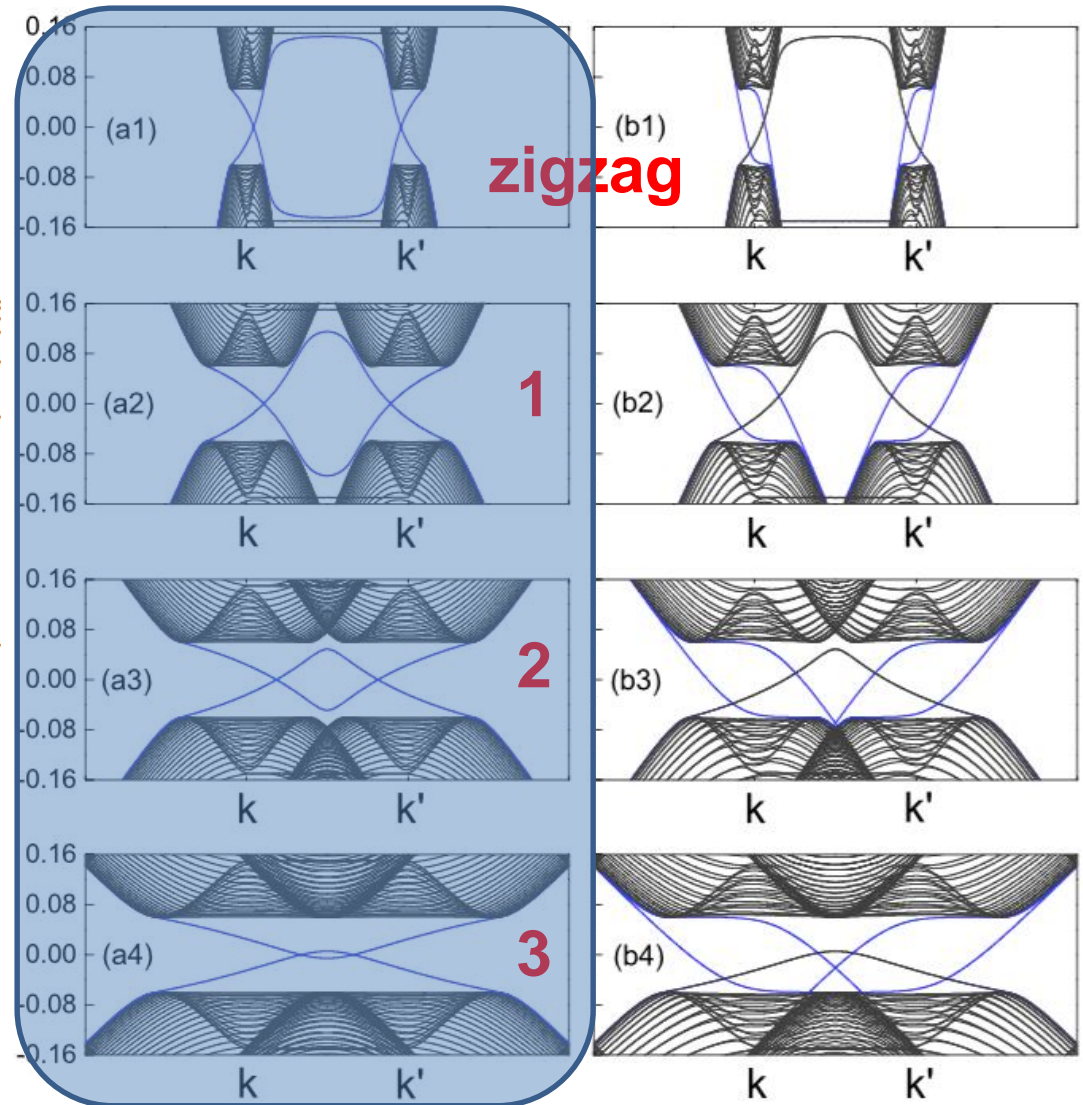 0.16
0.08
0.00
-0.08
-0.16
(a1)
(b1)
zigzag
k
k'
k
k'
0.16
0.08
0.00
-0.08
-0.16
(a2)
1
(b2)
k
k'
k
k'
0.16
0.08
0.00
-0.08
-0.16
(a3)
2
(b3)
k
k'
k
k'
0.16
0.08
0.00
-0.08
-0.16
(a4)
3
(b4)
k
k'
k
k'